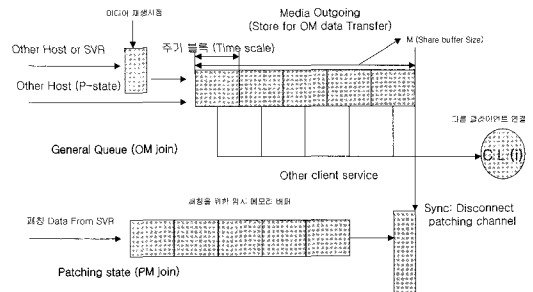 미디어 재생시점
Media Outgoing
(Store for OM data Transfer)
Other Host or SVR
주기 블록 (Time scale)
M (Share buffer Size)
Other Host (P-state)
다른 클라이언트 연결
General Queue (OM join)
C L (i)
Other client service
패칭을 위한 임시 메모리 버퍼
Sync: Disconnect
patching channel
패칭 Data From SVR
Patching state (PM join)